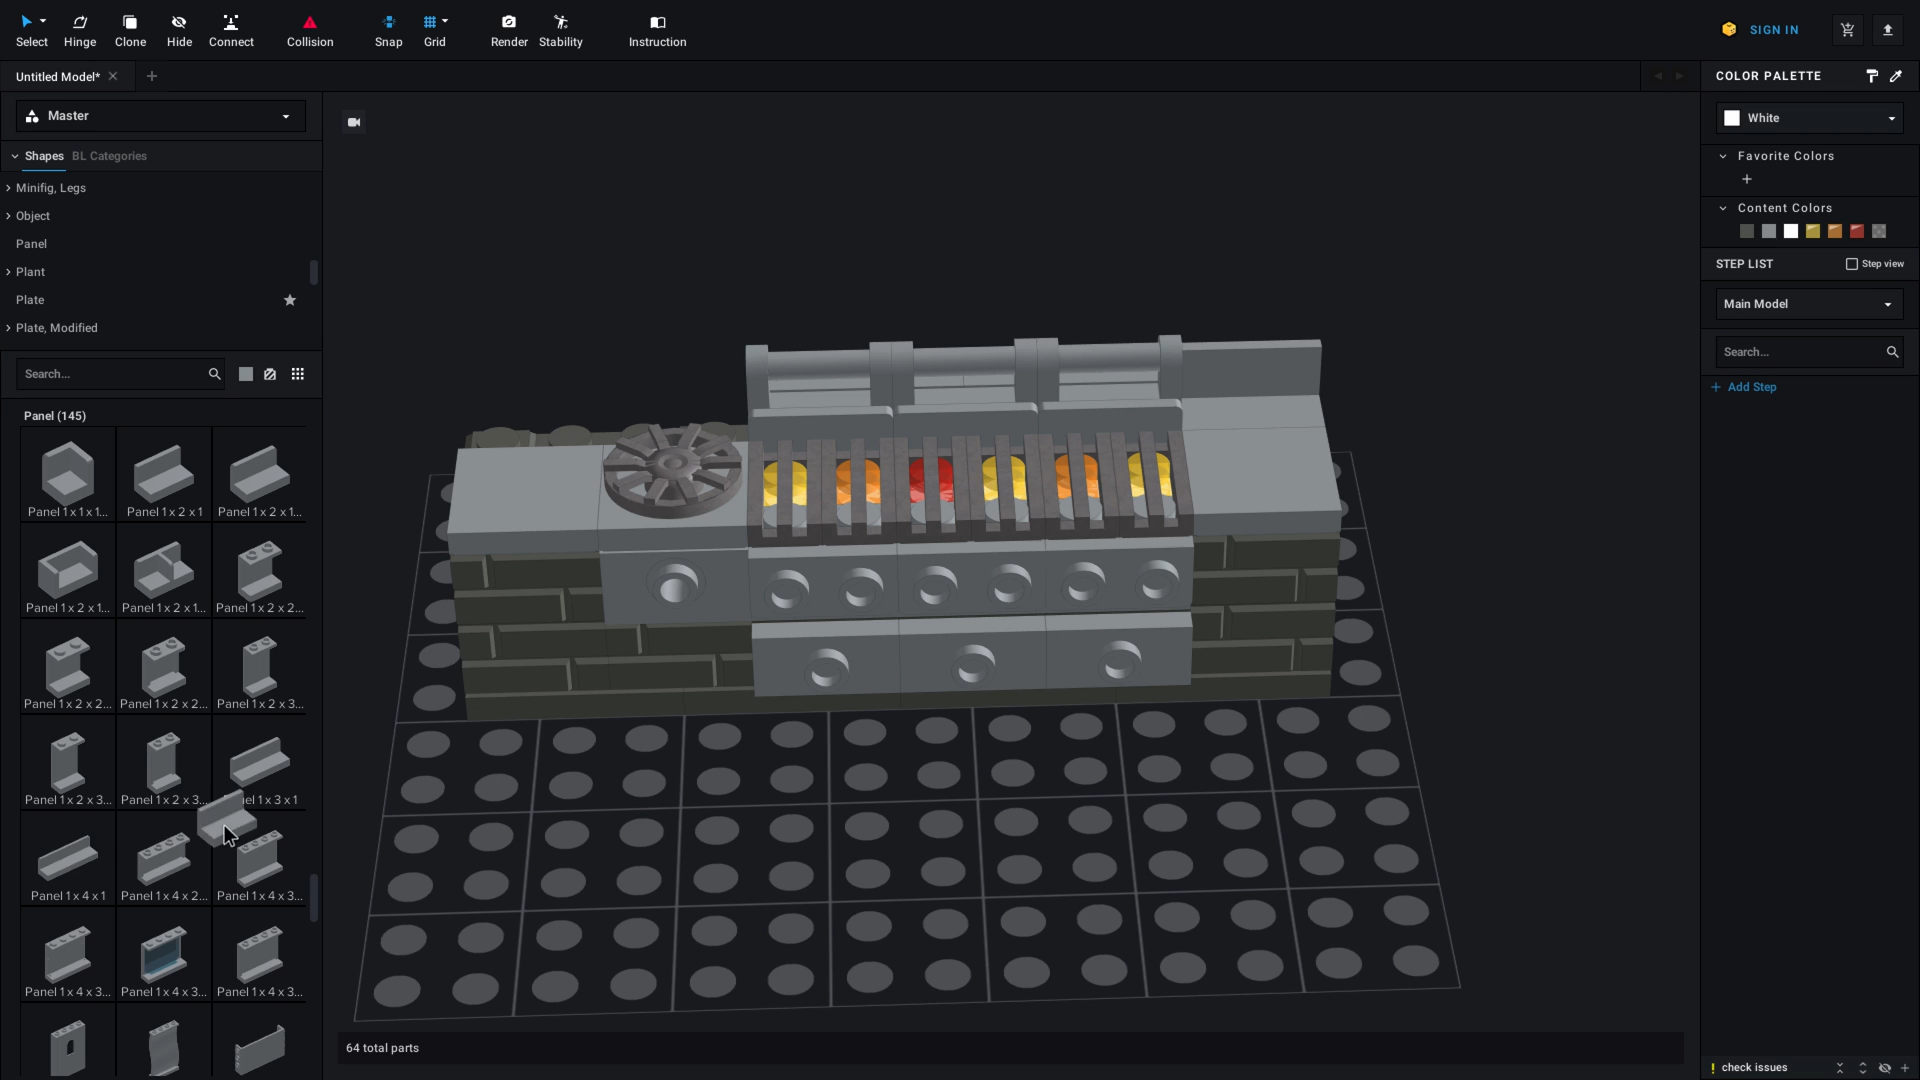 Select
Hinge
Clone
Hide
Connect
Collision
Snap
Grid
Render
Stability
Instruction
SIGN IN
Untitled Model*
Master
Shapes
BL Categories
Minifig, Legs
Object
Panel
Plant
Plate
Plate, Modified
Search...
Panel (145)
Panel 1 x 1 x 1...
Panel 1 x 2 x 1
Panel 1 x 2 x 1...
Panel 1 x 2 x 1...
Panel 1 x 2 x 1...
Panel 1 x 2 x 2...
Panel 1 x 2 x 2...
Panel 1 x 2 x 2...
Panel 1 x 2 x 3...
Panel 1 x 2 x 3...
Panel 1 x 2 x 3...
el 1 x 3 x 1
Panel 1 x 4 x 1
Panel 1 x 4 x 2...
Panel 1 x 4 x 3...
Panel 1 x 4 x 3...
Panel 1 x 4 x 3...
Panel 1 x 4 x 3...
64 total parts
COLOR PALETTE
White
Favorite Colors
Content Colors
STEP LIST
Step view
Main Model
Search...
Add Step
check issues